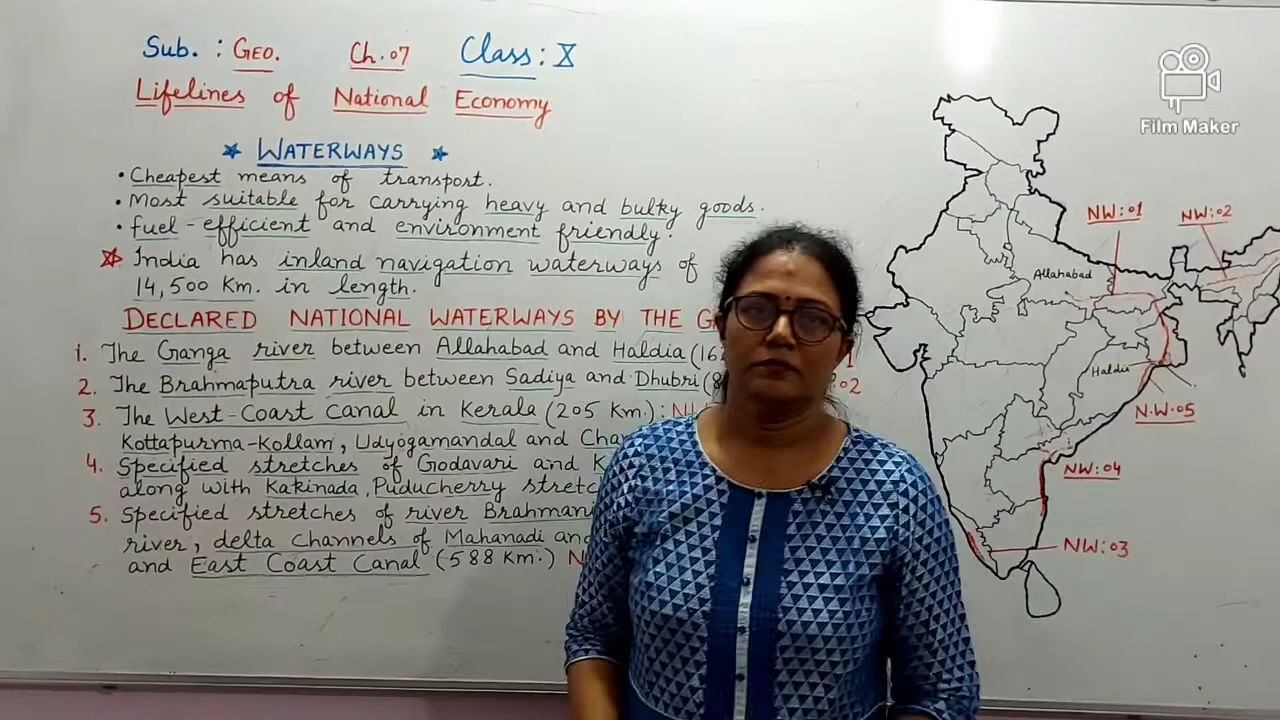 Sub. : GEO. Ch. 07 Class : X
Lifelines of National Economy
WATERWAYS
• Cheapest means of transport.
• Most suitable for carrying heavy and bulky goods.
• fuel-efficient and environment friendly.
India has inland navigation waterways of
14,500 Km. in length.
DECLARED NATIONAL WATERWAYS BY THE
1. The Ganga river between Allahabad and Haldia
2. The Brahmaputra river between Sadiya and Dhubri
3. The West-Coast Canal in Kerala (205 Km.):
Kottapurma-Kollam, Udyogamandal and
4. Specified stretches of Godavari and
along with Kakinada, Puducherry
5. Specified stretches of river
river, delta channels of Mahanadi
and East Coast Canal (588 Km.)
Film Maker
NW:01
NW:02
Allahabad
N.W.05
NW:04
NW:03